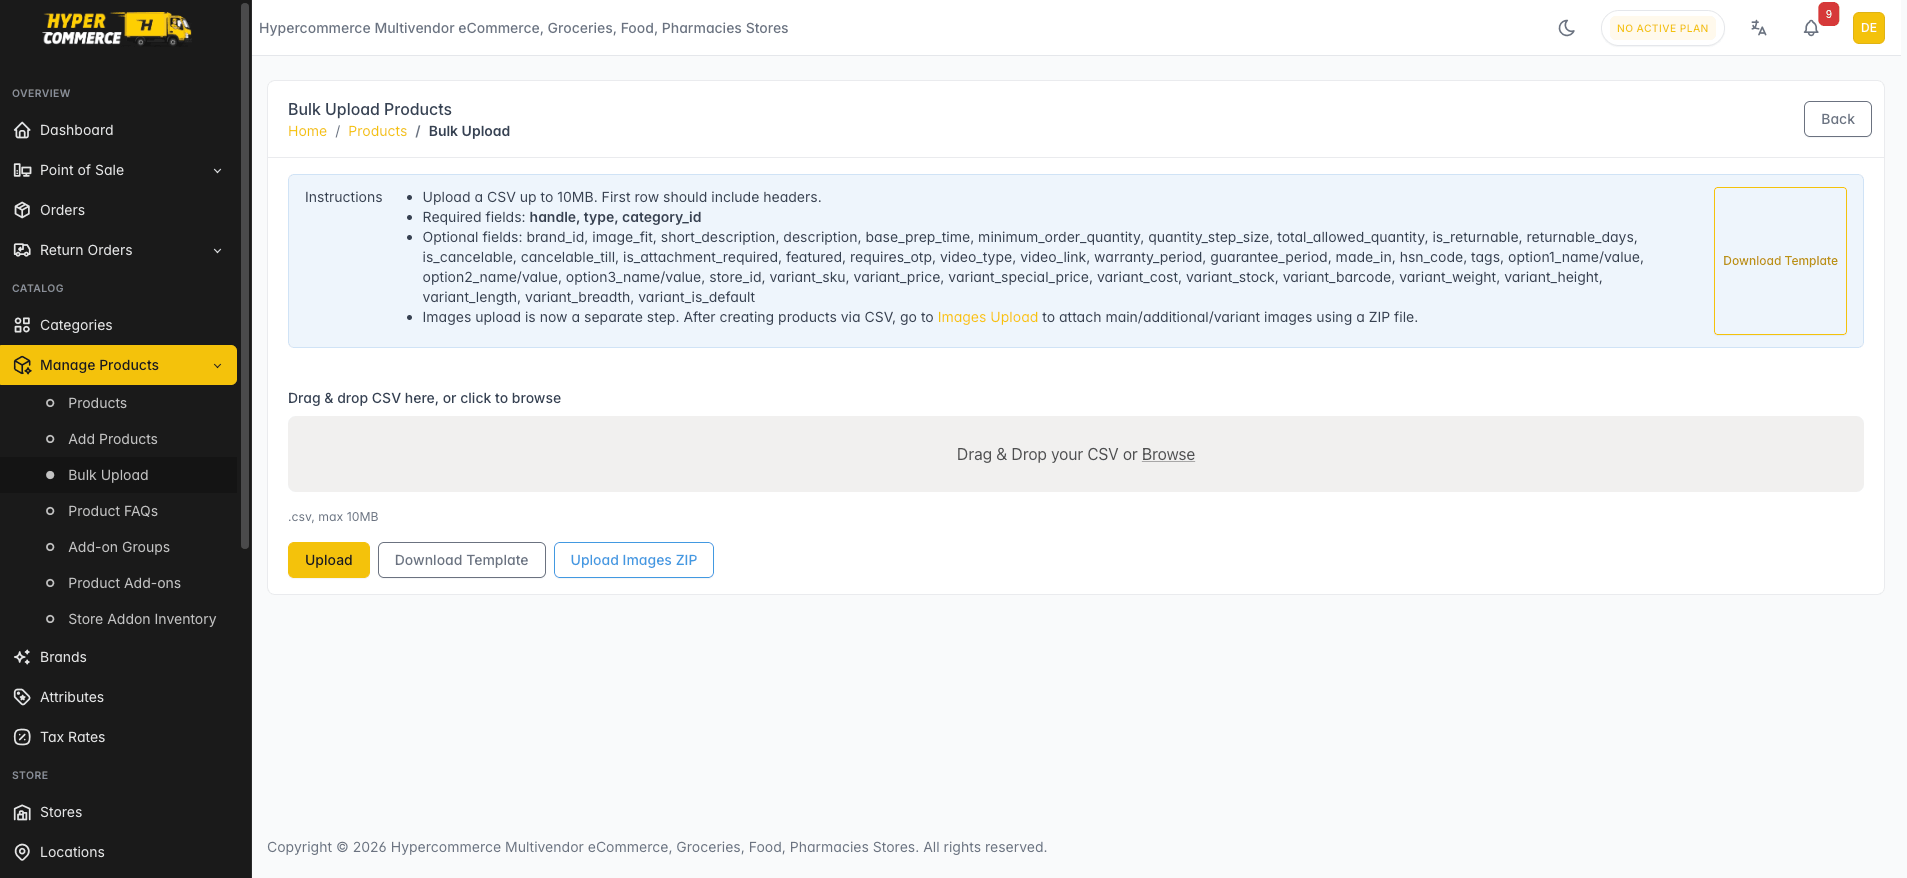 HYPER
COMMERCE
H
Hypercommerce Multivendor eCommerce, Groceries, Food, Pharmacies Stores
NO ACTIVE PLAN
9
DE
OVERVIEW
Dashboard
Point of Sale
Orders
Return Orders
CATALOG
Categories
Manage Products
Products
Add Products
Bulk Upload
Product FAQs
Add-on Groups
Product Add-ons
Store Addon Inventory
Brands
Attributes
Tax Rates
STORE
Stores
Locations
Bulk Upload Products
Home / Products / Bulk Upload
Back
Instructions
• Upload a CSV up to 10MB. First row should include headers.
• Required fields: handle, type, category_id
• Optional fields: brand_id, image_fit, short_description, description, base_prep_time, minimum_order_quantity, quantity_step_size, total_allowed_quantity, is_returnable, returnable_days,
is_cancelable, cancelable_till, is_attachment_required, featured, requires_otp, video_type, video_link, warranty_period, guarantee_period, made_in, hsn_code, tags, option1_name/value,
option2_name/value, option3_name/value, store_id, variant_sku, variant_price, variant_special_price, variant_cost, variant_stock, variant_barcode, variant_weight, variant_height,
variant_length, variant_breadth, variant_is_default
• Images upload is now a separate step. After creating products via CSV, go to Images Upload to attach main/additional/variant images using a ZIP file.
Download Template
Drag & drop CSV here, or click to browse
Drag & Drop your CSV or Browse
.csv, max 10MB
Upload
Download Template
Upload Images ZIP
Copyright © 2026 Hypercommerce Multivendor eCommerce, Groceries, Food, Pharmacies Stores. All rights reserved.